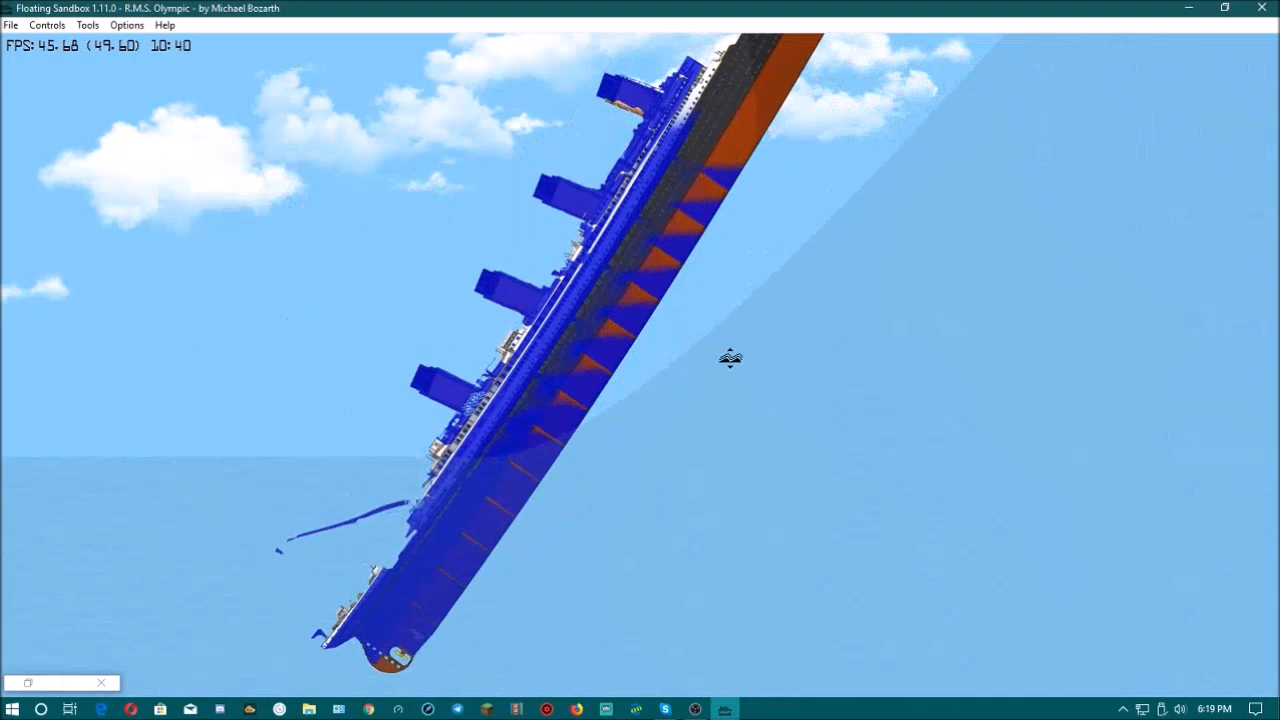 Floating Sandbox 1.11.0 - R.M.S. Olympic - by Michael Bozarth
File Controls Tools Options Help
FPS:45.68 (49.60) 10:40
6:19 PM